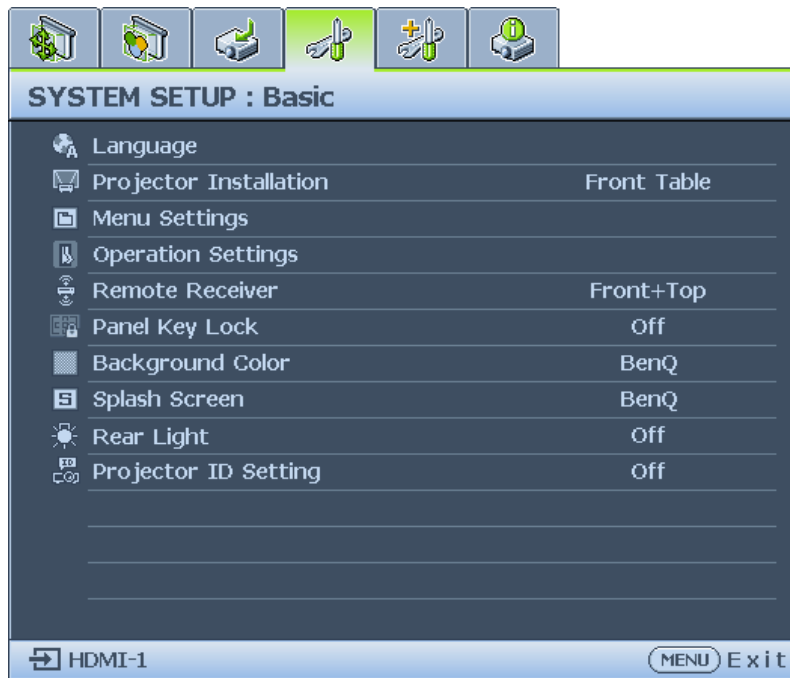 SYSTEM SETUP : Basic
Language
Projector Installation Front Table
Menu Settings
Operation Settings
Remote Receiver Front+Top
Panel Key Lock Off
Background Color BenQ
Splash Screen BenQ
Rear Light Off
ID
Projector ID Setting Off
HDMI-1 MENU Exit